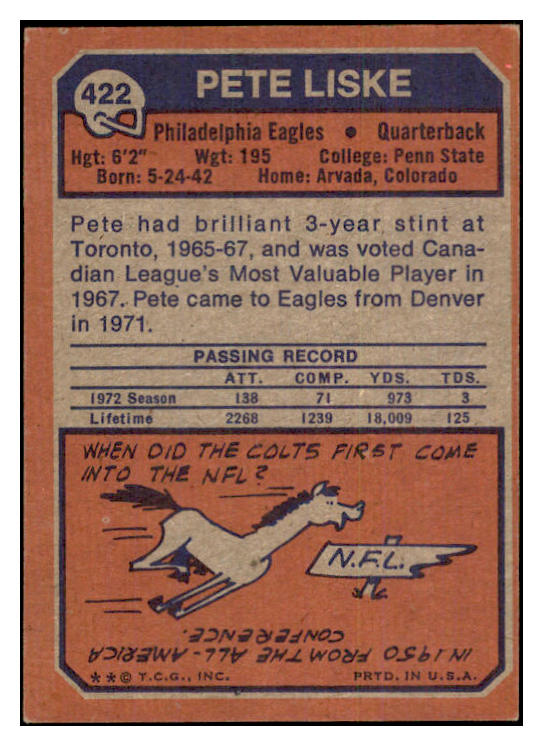 422
PETE LISKE
Philadelphia Eagles • Quarterback
Hgt: 6'2" Wgt: 195 College: Penn State
Born: 5-24-42 Home: Arvada, Colorado
Pete had brilliant 3-year stint at
Toronto, 1965-67, and was voted Cana-
dian League's Most Valuable Player in
1967. Pete came to Eagles from Denver
in 1971.
PASSING RECORD
ATT. COMP. YDS. TDS.
1972 Season 138 71 973 3
Lifetime 2268 1239 18,009 125
WHEN DID THE COLTS FIRST COME
INTO THE NFL?
N.F.L.
IN 1950 FROM THE ALL-AMERICA
CONFERENCE.
**© T.C.G., INC. PRTD. IN U.S.A.